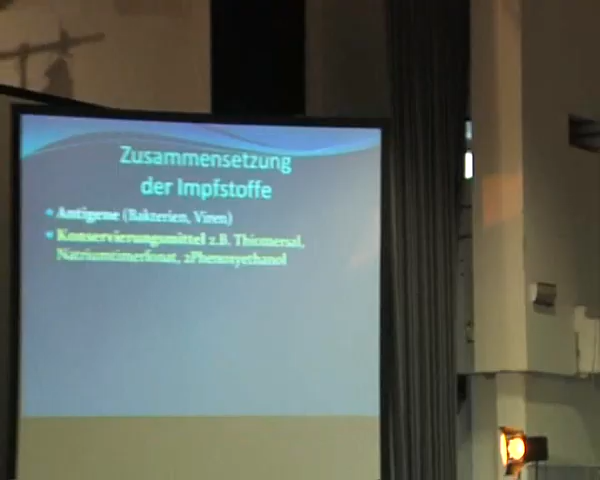 Zusammensetzung
der Impfstoffe
Antigene (Bakterien, Viren)
Konservierungsmittel z.B. Thiomersal,
Natriumtimerfonat, 2Phenoxyethanol